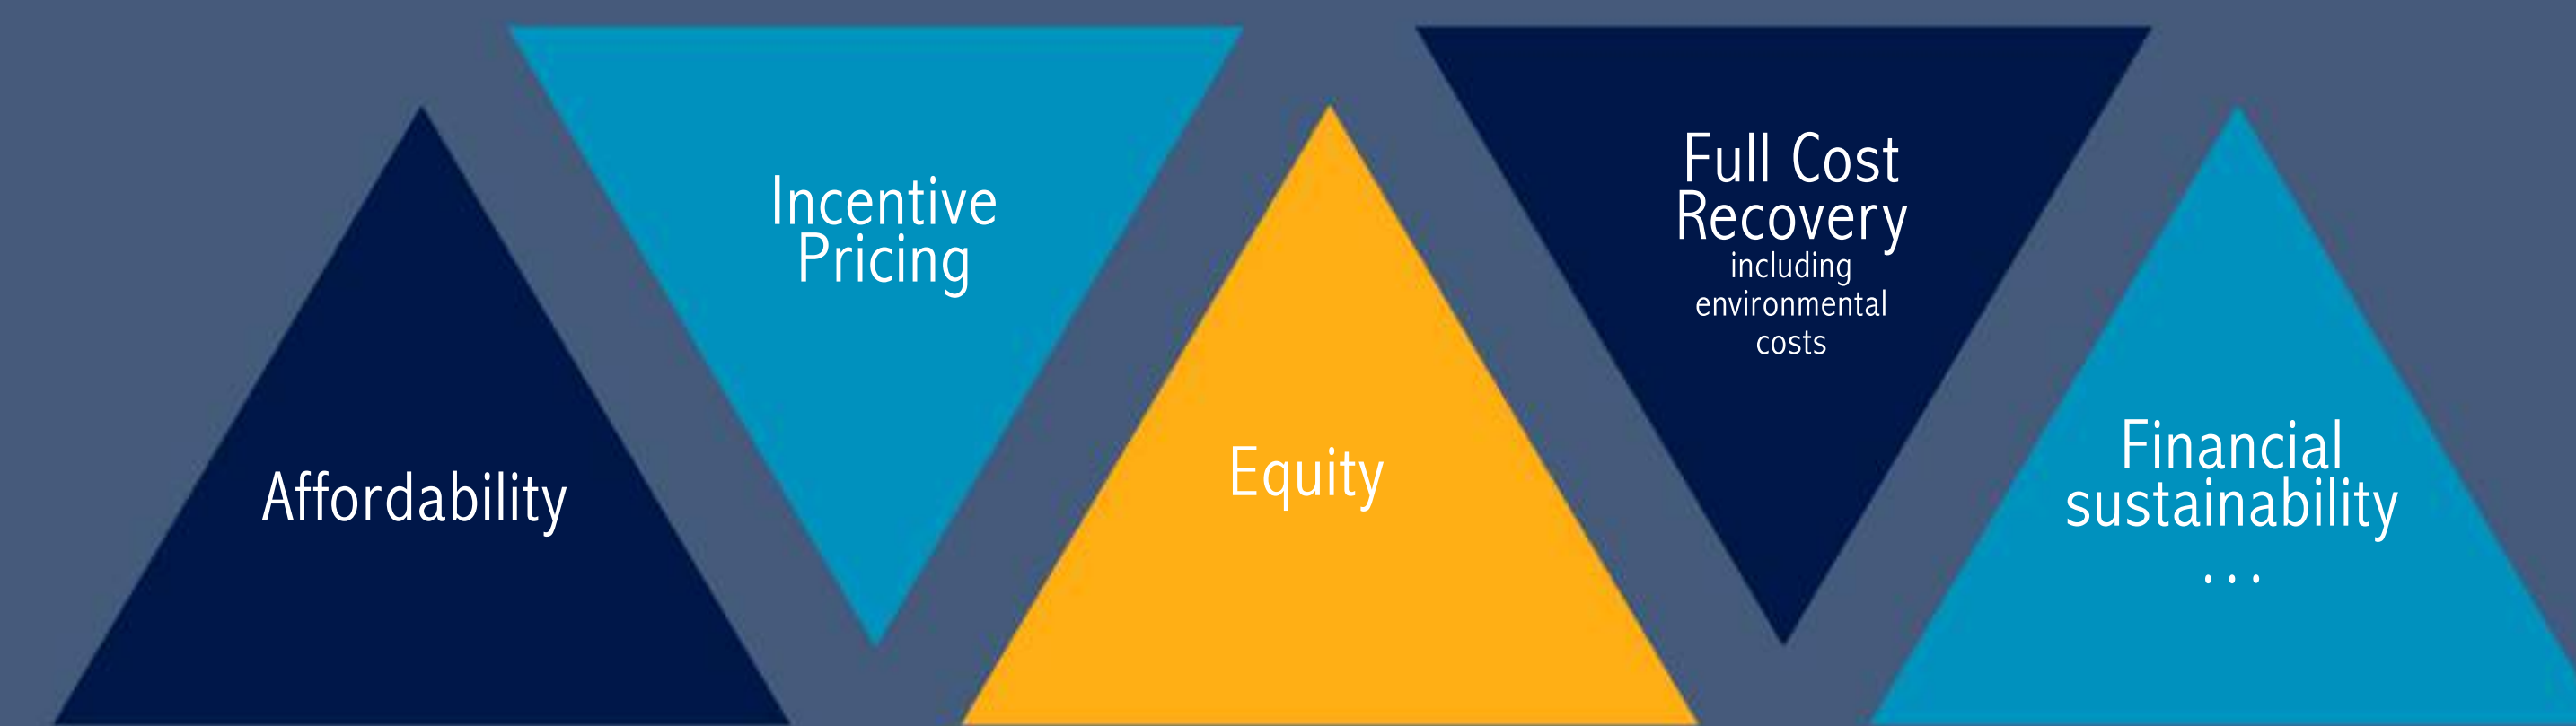 Affordability
Incentive
Pricing
Equity
Full Cost
Recovery
including
environmental
costs
Financial
sustainability
...